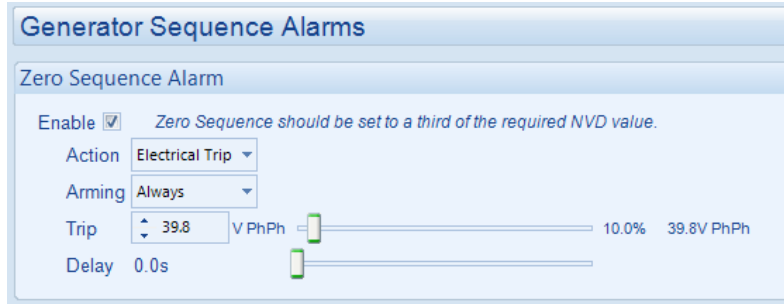 Generator Sequence Alarms
Zero Sequence Alarm
Enable Zero Sequence should be set to a third of the required NVD value.
Action Electrical Trip
Arming Always
Trip 39.8 V PhPh 10.0% 39.8V PhPh
Delay 0.0s